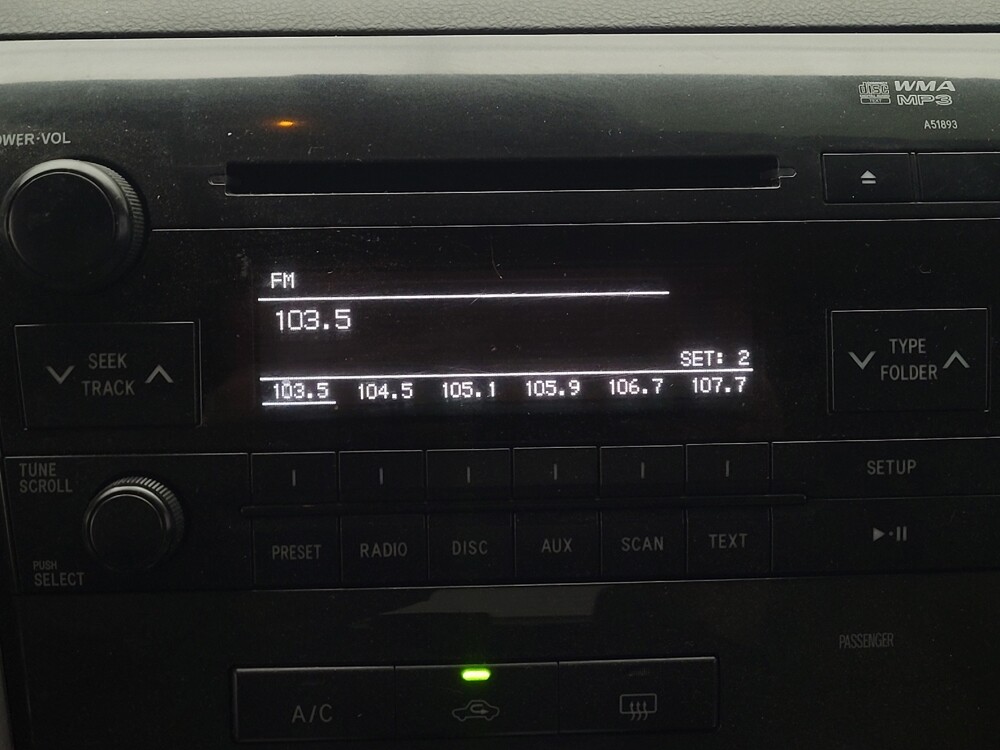 disc
TEXT
WMA
MP3
A51893
OWER·VOL
FM
103.5
SET: 2
103.5 104.5 105.1 105.9 106.7 107.7
SEEK
TRACK
TYPE
FOLDER
TUNE
SCROLL
SETUP
PRESET RADIO DISC AUX SCAN TEXT
PUSH
SELECT
PASSENGER
A/C